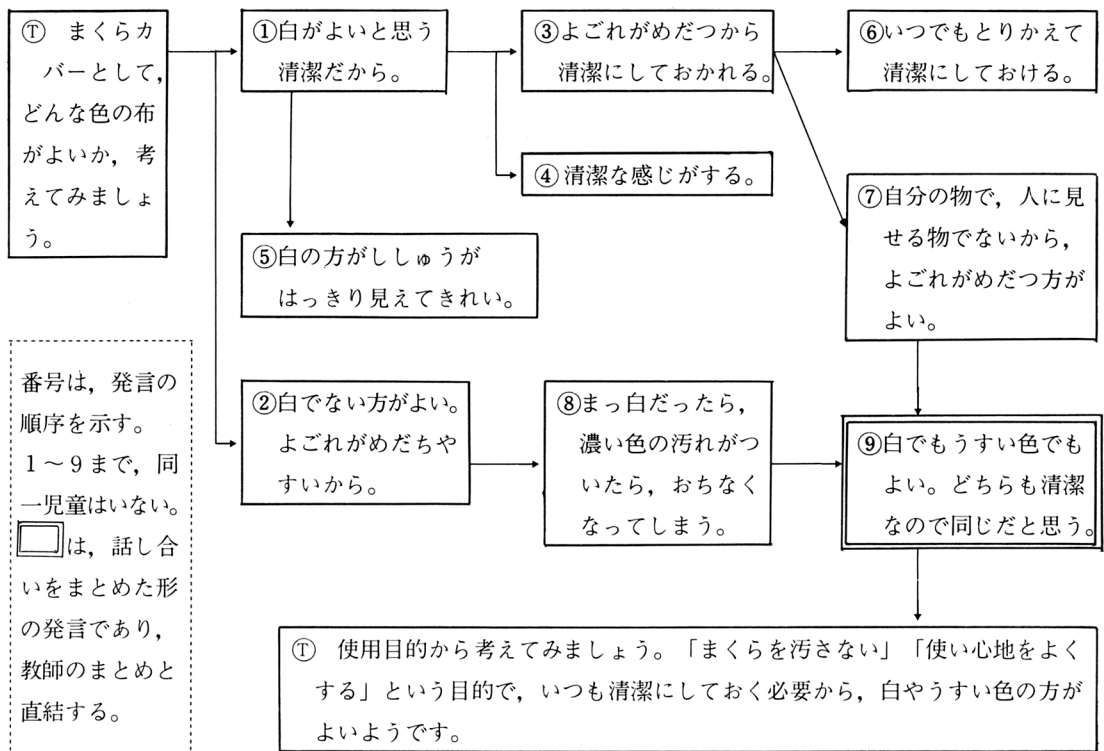 Ⓣ　まくらカ
バーとして，
どんな色の布
がよいか，考
えてみましょ
う。
①白がよいと思う
清潔だから。
③よごれがめだつから
清潔にしておかれる。
⑥いつでもとりかえて
清潔にしておける。
④清潔な感じがする。
⑦自分の物で，人に見
せる物でないから，
よごれがめだつ方が
よい。
⑤白の方がししゅうが
はっきり見えてきれい。
②白でない方がよい。
よごれがめだちや
すいから。
⑧まっ白だったら，
濃い色の汚れがつ
いたら，おちなく
なってしまう。
⑨白でもうすい色でも
よい。どちらも清潔
なので同じだと思う。
番号は，発言の
順序を示す。
１～９まで，同
一児童はいない。
は，話し合
いをまとめた形
の発言であり，
教師のまとめと
直結する。
Ⓣ　使用目的から考えてみましょう。「まくらを汚さない」「使い心地をよく
する」という目的で，いつも清潔にしておく必要から，白やうすい色の方が
よいようです。